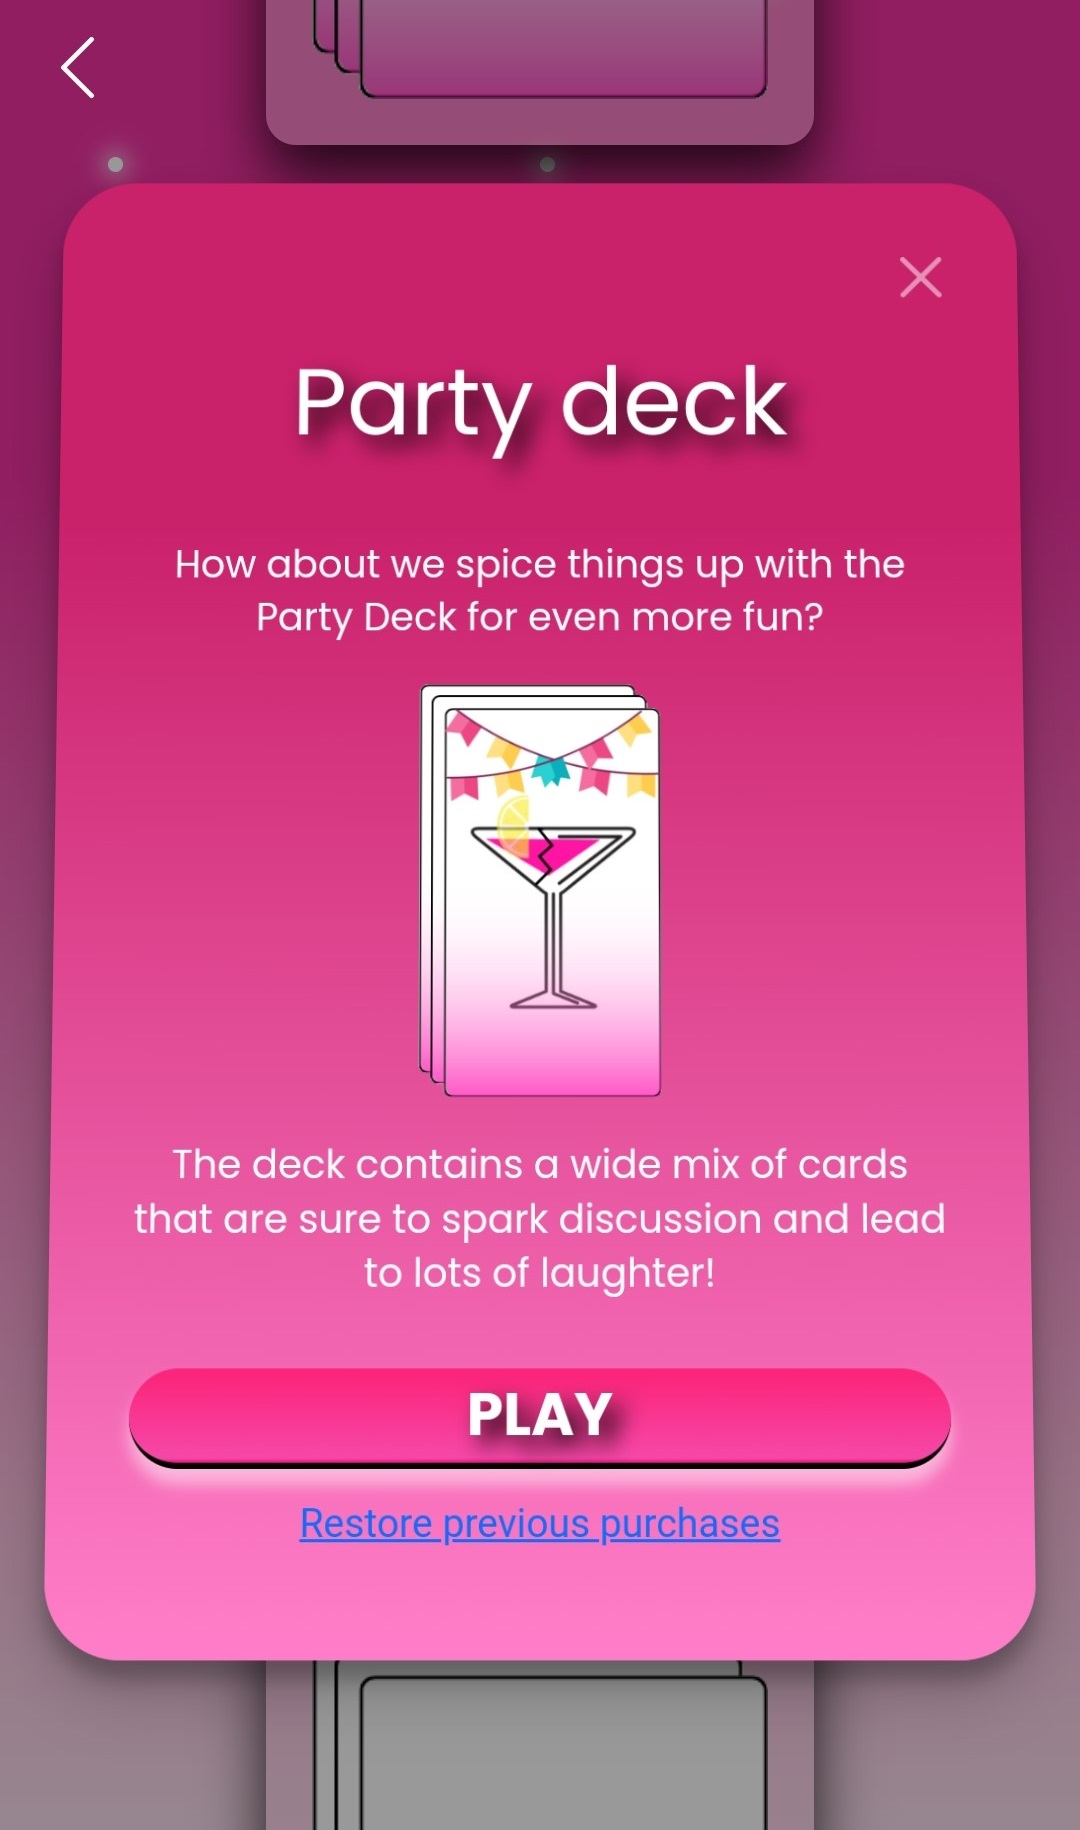 Party deck
How about we spice things up with the
Party Deck for even more fun?
The deck contains a wide mix of cards
that are sure to spark discussion and lead
to lots of laughter!
PLAY
Restore previous purchases